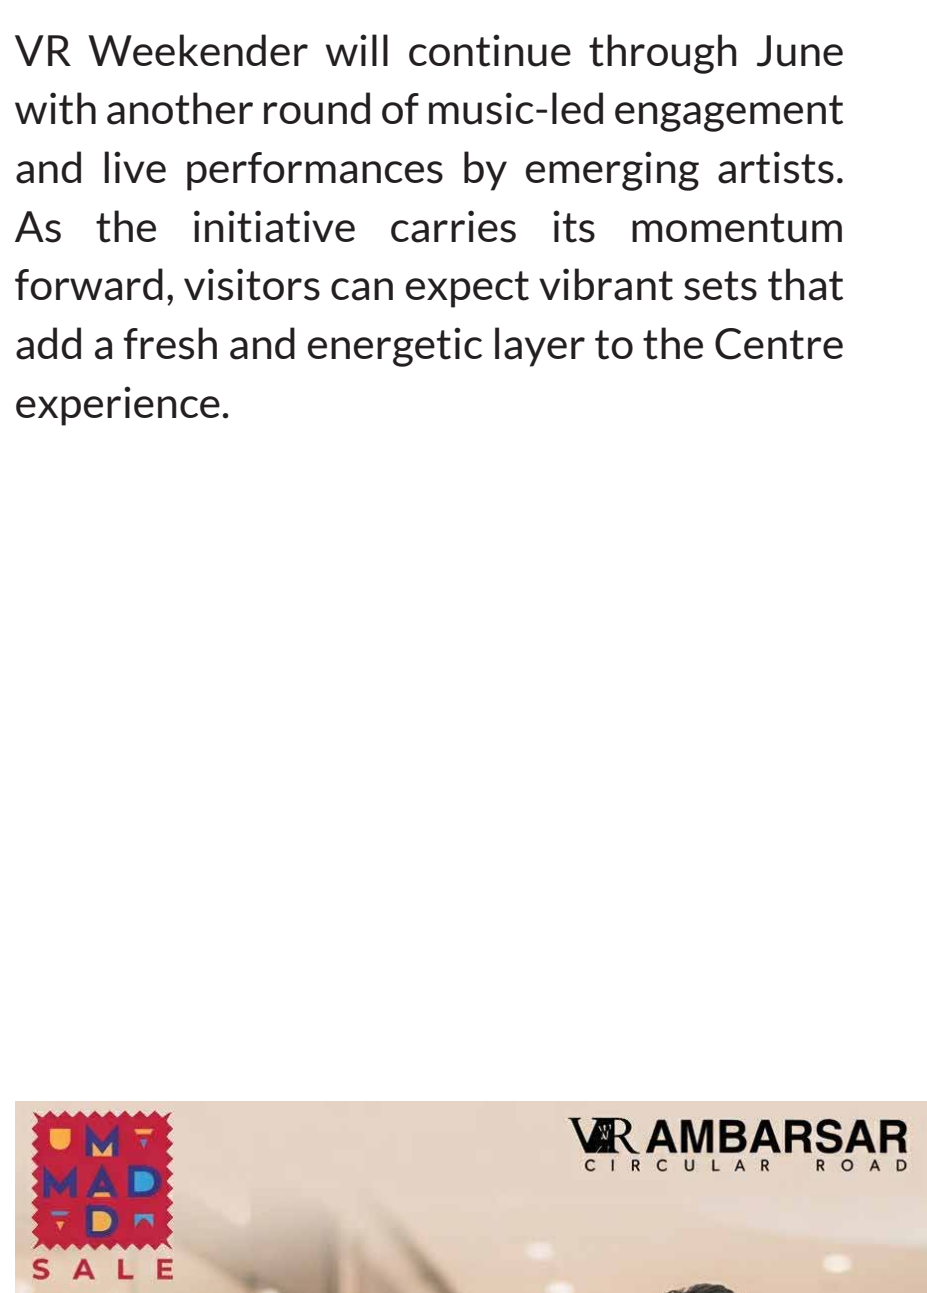 VR Weekender will continue through June
with another round of music-led engagement
and live performances by emerging artists.
As the initiative carries its momentum
forward, visitors can expect vibrant sets that
add a fresh and energetic layer to the Centre
experience.
VR AMBARSAR
CIRCULAR ROAD
M
MAD
D
SALE